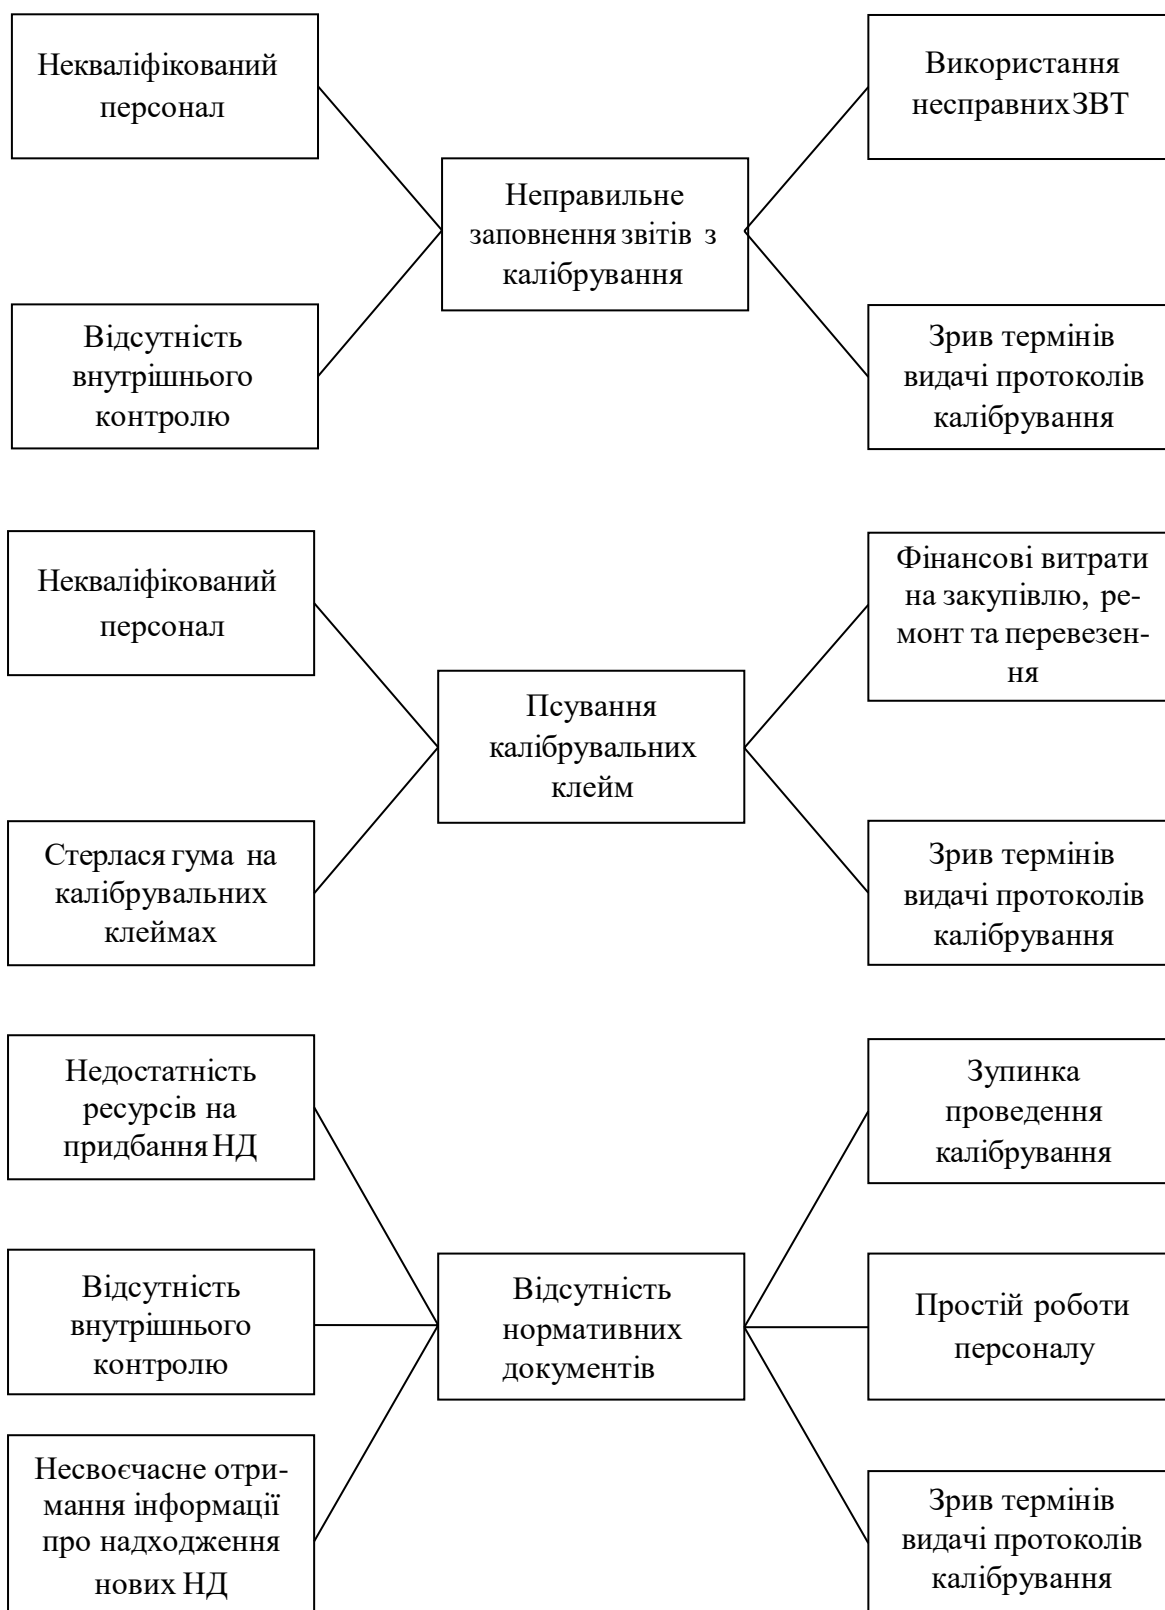 Некваліфікований
персонал
Відсутність
внутрішнього
контролю
Неправильне
заповнення звітів з
калібрування
Використання
несправних ЗВТ
Зрив термінів
видачі протоколів
калібрування
Некваліфікований
персонал
Стерлася гума на
калібрувальних
клеймах
Псування
калібрувальних
клейм
Фінансові витрати
на закупівлю, ре-
монт та перевезен-
ня
Зрив термінів
видачі протоколів
калібрування
Недостатність
ресурсів на
придбання НД
Відсутність
внутрішнього
контролю
Несвоєчасне отри-
мання інформації
про надходження
нових НД
Відсутність
нормативних
документів
Зупинка
проведення
калібрування
Простій роботи
персоналу
Зрив термінів
видачі протоколів
калібрування